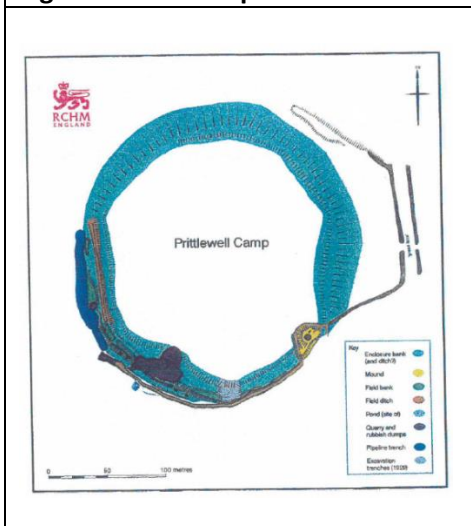 RCHM
ENGLAND
Prittlewell Camp
Key
Enclosure bank
(and ditch?)
Mound
Field bank
Field ditch
Pond (site of)
Quarry and
rubbish dumps
Pipeline trench
Excavation
trenches (1929)
0 50 100 metres